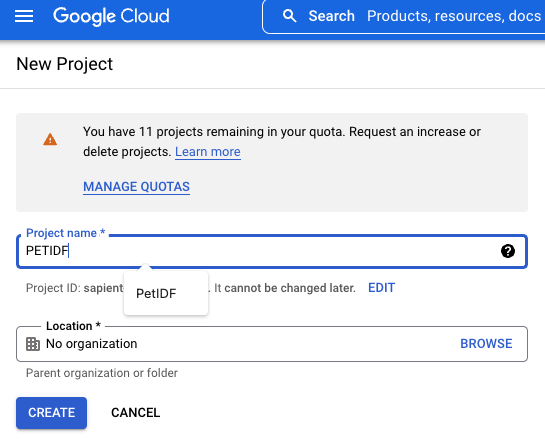 Google Cloud
Search Products, resources, docs
New Project
You have 11 projects remaining in your quota. Request an increase or
delete projects. Learn more
MANAGE QUOTAS
Project name *
PETIDF
Project ID: It cannot be changed later. EDIT
PetIDF
Location *
No organization
BROWSE
Parent organization or folder
CREATE CANCEL